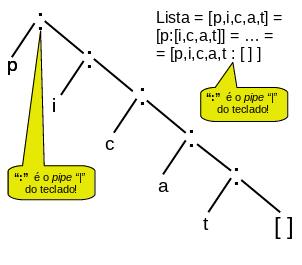 Lista = [p,i,c,a,t] =
[p:[i,c,a,t]] = … =
= [p,i,c,a,t : [ ] ]
“:” é o pipe “|”
do teclado!
:
p
:
i
:
c
:
a
:
t
[ ]
“:” é o pipe “|”
do teclado!